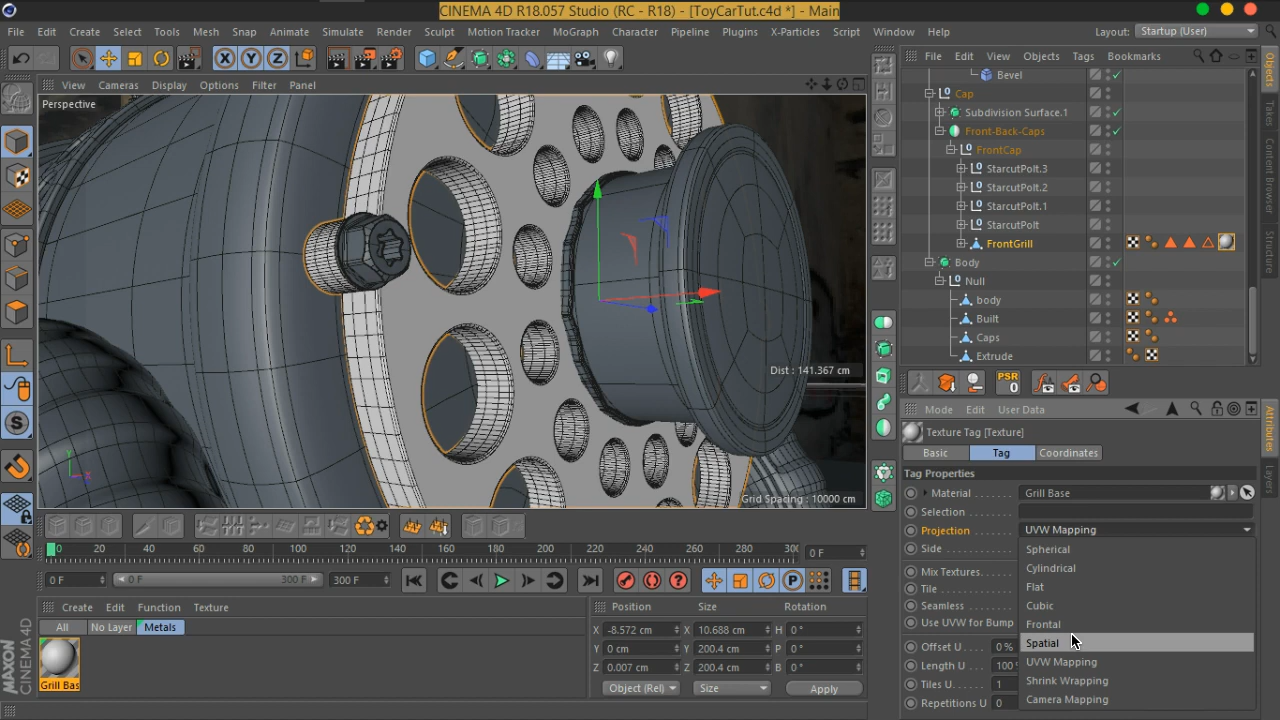 CINEMA 4D R18.057 Studio (RC - R18) - [ToyCarTut.c4d *] - Main
File Edit Create Select Tools Mesh Snap Animate Simulate Render Sculpt Motion Tracker MoGraph Character Pipeline Plugins X-Particles Script Window Help Layout: Startup (User)
X Y Z
View Cameras Display Options Filter Panel
File Edit View Objects Tags Bookmarks
Perspective
Bevel
Cap
Subdivision Surface.1
Front-Back-Caps
FrontCap
StarcutPolt.3
StarcutPolt.2
StarcutPolt.1
StarcutPolt
FrontGrill
Body
Null
body
Built
Caps
Extrude
Objects
Takes
Content Browser
Structure
Dist : 141.367 cm
Grid Spacing : 10000 cm
PSR
0
Mode Edit User Data
Texture Tag [Texture]
Basic Tag Coordinates
Tag Properties
Material Grill Base
Selection
Projection UVW Mapping
Side
Mix Textures
Tile
Seamless
Use UVW for Bump
Offset U 0 %
Length U 100
Tiles U 1
Repetitions U 0
Spherical
Cylindrical
Flat
Cubic
Frontal
Spatial
UVW Mapping
Shrink Wrapping
Camera Mapping
Attributes
Layers
0 20 40 60 80 100 120 140 160 180 200 220 240 260 280 300 0 F
0 F 0 F 300 F 300 F
P
Create Edit Function Texture
All No Layer Metals
Grill Bas
Position Size Rotation
X -8.572 cm X 10.688 cm H 0 °
Y 0 cm Y 200.4 cm P 0 °
Z 0.007 cm Z 200.4 cm B 0 °
Object (Rel) Size Apply
MAXON
CINEMA 4D